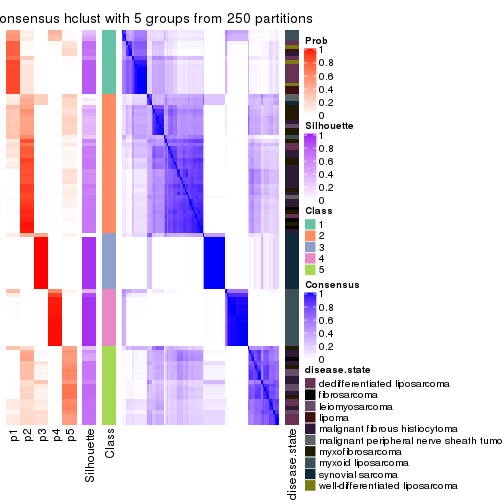 onsensus hclust with 5 groups from 250 partitions
Prob
1
0.8
0.6
0.4
0.2
0
Silhouette
1
0.8
0.6
0.4
0.2
0
Class
1
2
3
4
5
Consensus
1
0.8
0.6
0.4
0.2
0
disease.state
dedifferentiated liposarcoma
fibrosarcoma
leiomyosarcoma
lipoma
malignant fibrous histiocytoma
malignant peripheral nerve sheath tumo
myxofibrosarcoma
myxoid liposarcoma
synovial sarcoma
well-differentiated liposarcoma
p1
p2
p3
p4
p5
Silhouette
Class
disease.state